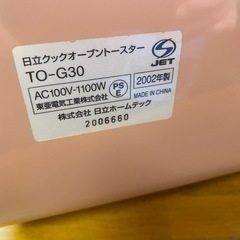 日立クックオーブントースター
TO-G30
JET
AC100V-1100W
PS
E
2002年製
東亜電気工業株式会社
MADE IN CHINA
株式会社 日立ホームテック
2006660